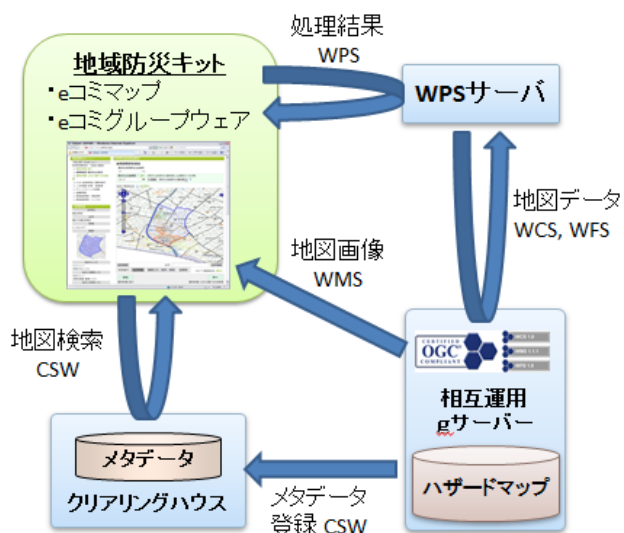 処理結果
WPS
地域防災キット
・eコミマップ
・eコミグループウェア
WPSサーバ
地図データ
WCS, WFS
地図画像
WMS
地図検索
CSW
CERTIFIED
OGC
COMPLIANT
相互運用
gサーバー
ハザードマップ
メタデータ
クリアリングハウス
メタデータ
登録 CSW